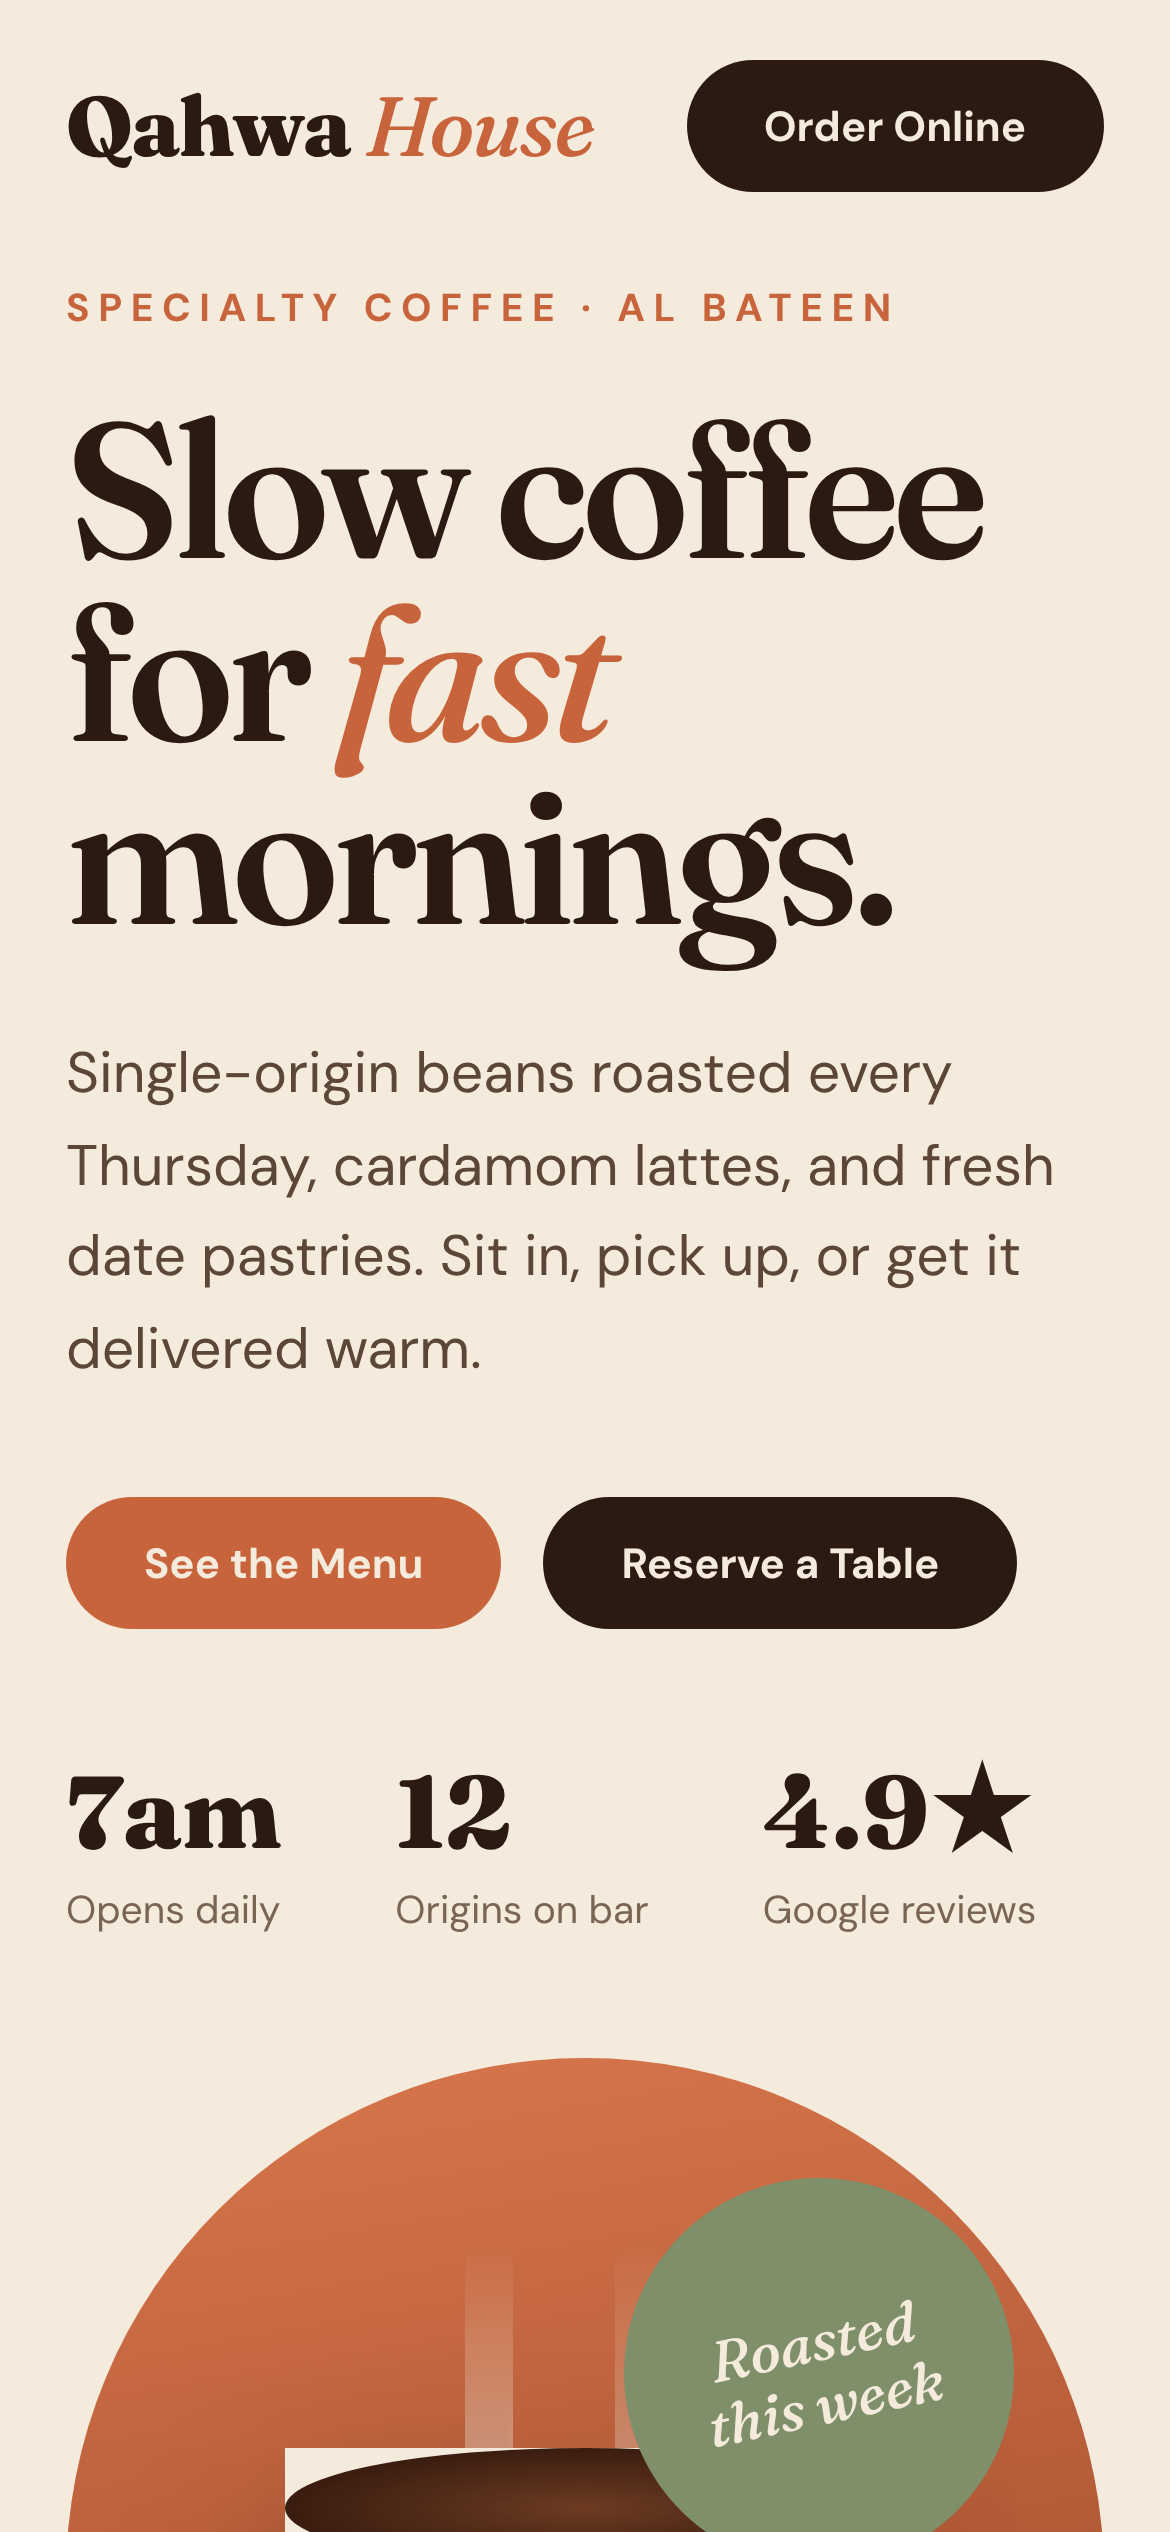 Qahwa House
Order Online
SPECIALTY COFFEE · AL BATEEN
Slow coffee
for fast
mornings.
Single-origin beans roasted every
Thursday, cardamom lattes, and fresh
date pastries. Sit in, pick up, or get it
delivered warm.
See the Menu
Reserve a Table
7am
Opens daily
12
Origins on bar
4.9★
Google reviews
Roasted
this week